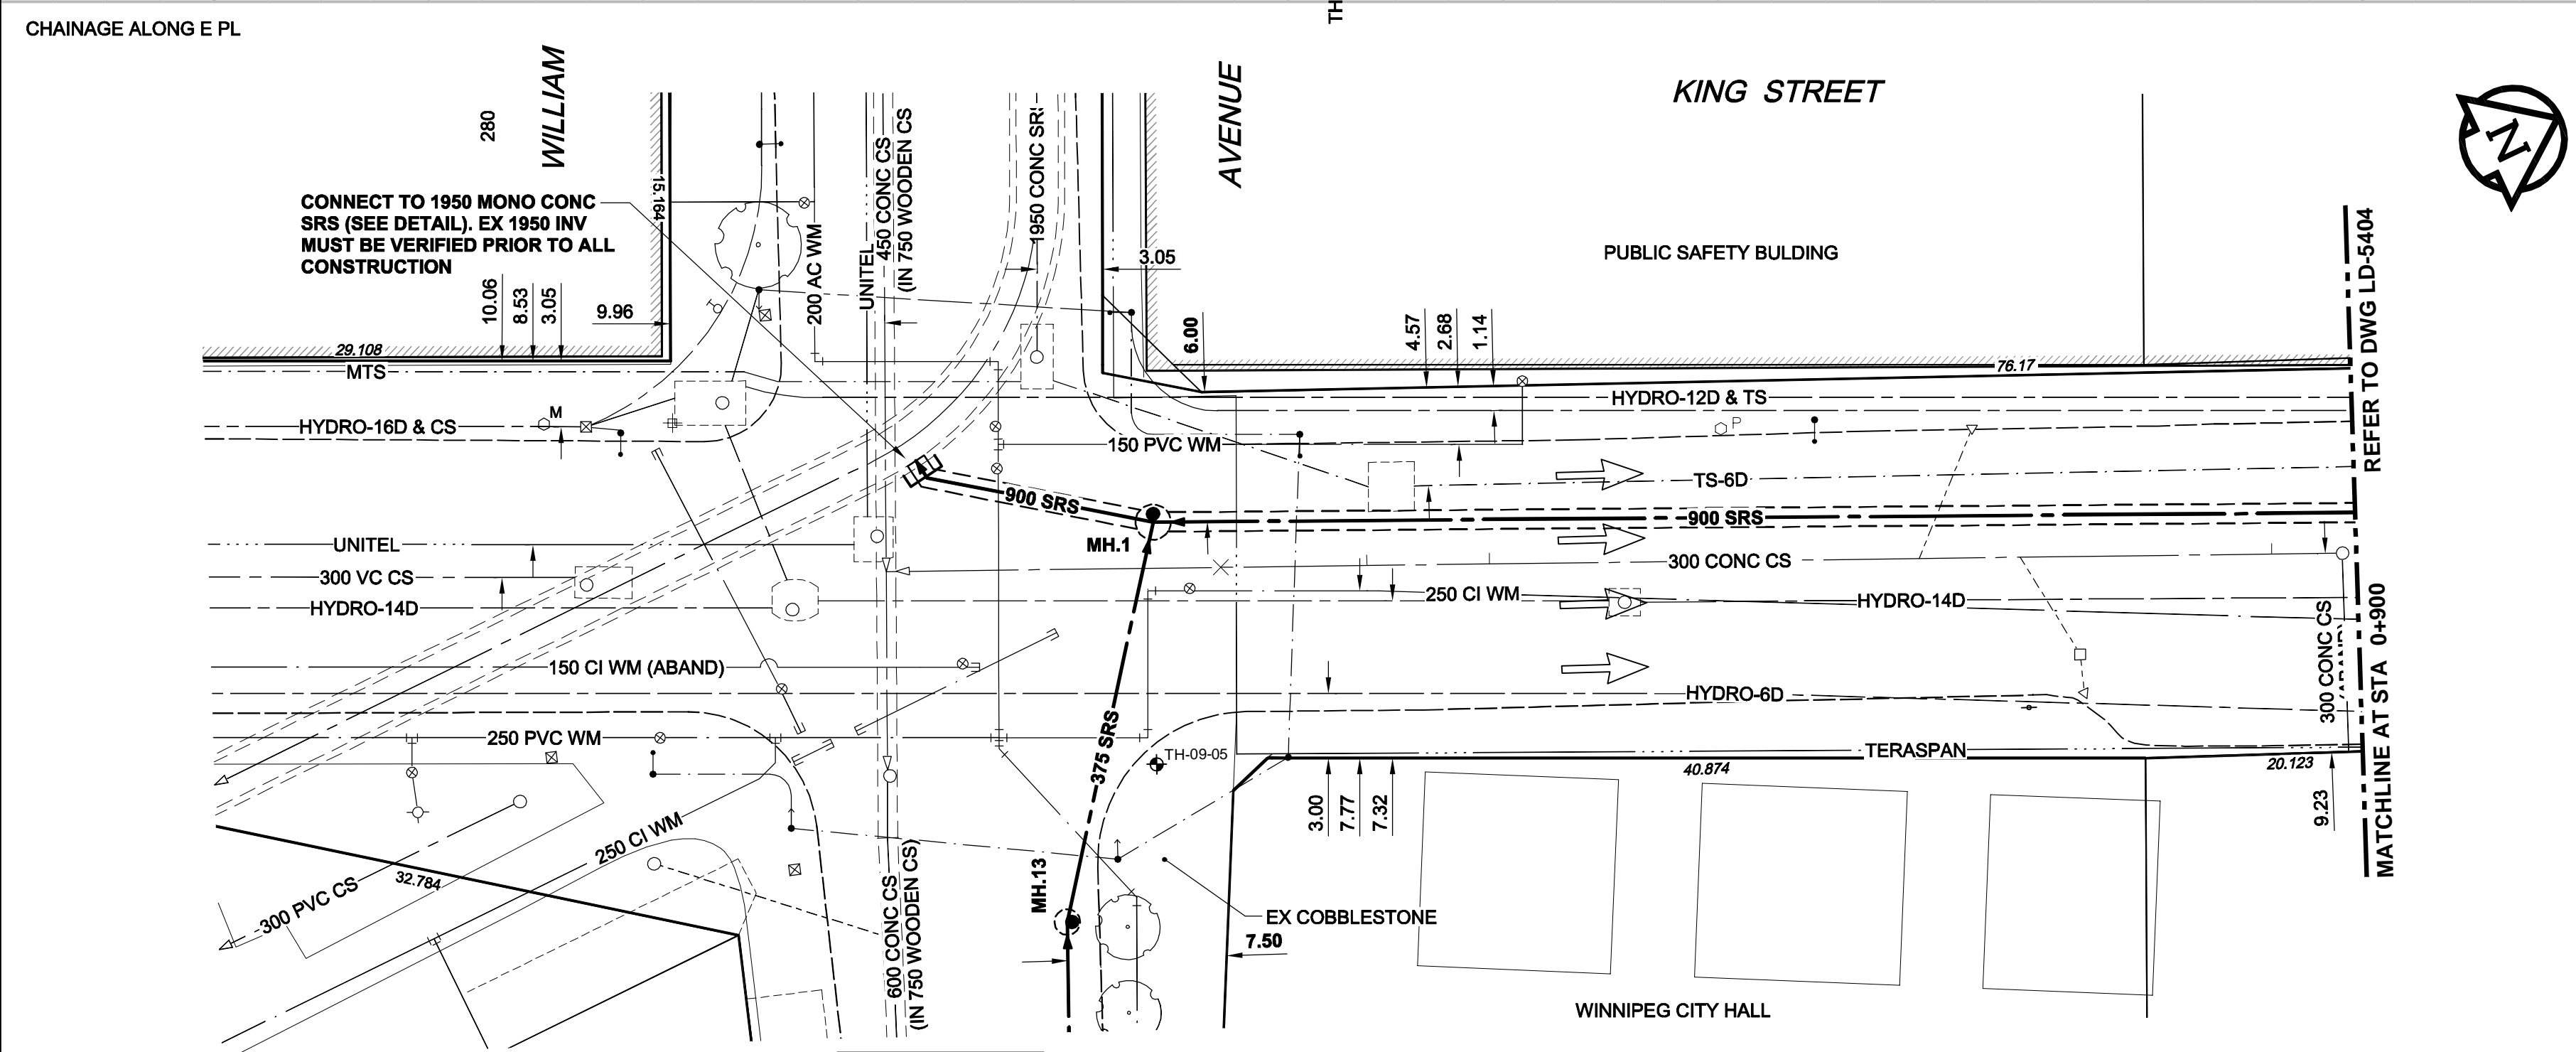 CHAINAGE ALONG E PL
TH
WILLIAM
280
AVENUE
KING STREET
N
CONNECT TO 1950 MONO CONC
SRS (SEE DETAIL). EX 1950 INV
MUST BE VERIFIED PRIOR TO ALL
CONSTRUCTION
15.164
200 AC WM
UNITEL
450 CONC CS
(IN 750 WOODEN CS)
1950 CONC SRS
3.05
PUBLIC SAFETY BULDING
REFER TO DWG LD-5404
10.06
8.53
3.05
9.96
6.00
4.57
2.68
1.14
29.108
76.17
MTS
HYDRO-12D & TS
M
HYDRO-16D & CS
P
150 PVC WM
TS-6D
900 SRS
900 SRS
MH.1
UNITEL
300 VC CS
HYDRO-14D
300 CONC CS
250 CI WM
HYDRO-14D
300 CONC CS
(ABAND)
MATCHLINE AT STA 0+900
150 CI WM (ABAND)
HYDRO-6D
250 PVC WM
375 SRS
TH-09-05
TERASPAN
40.874
20.123
3.00
7.77
7.32
9.23
250 CI WM
32.784
300 PVC CS
600 CONC CS
(IN 750 WOODEN CS)
MH.13
EX COBBLESTONE
7.50
WINNIPEG CITY HALL